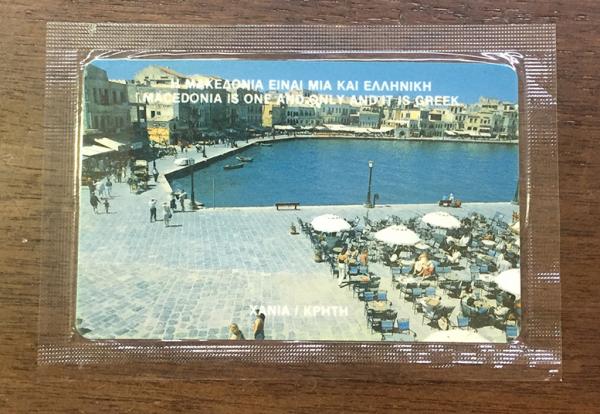 Η ΜΑΚΕΔΟΝΙΑ ΕΙΝΑΙ ΜΙΑ ΚΑΙ ΕΛΛΗΝΙΚΗ
MACEDONIA IS ONE AND ONLY AND IT IS GREEK
ΧΑΝΙΑ / ΚΡΗΤΗ